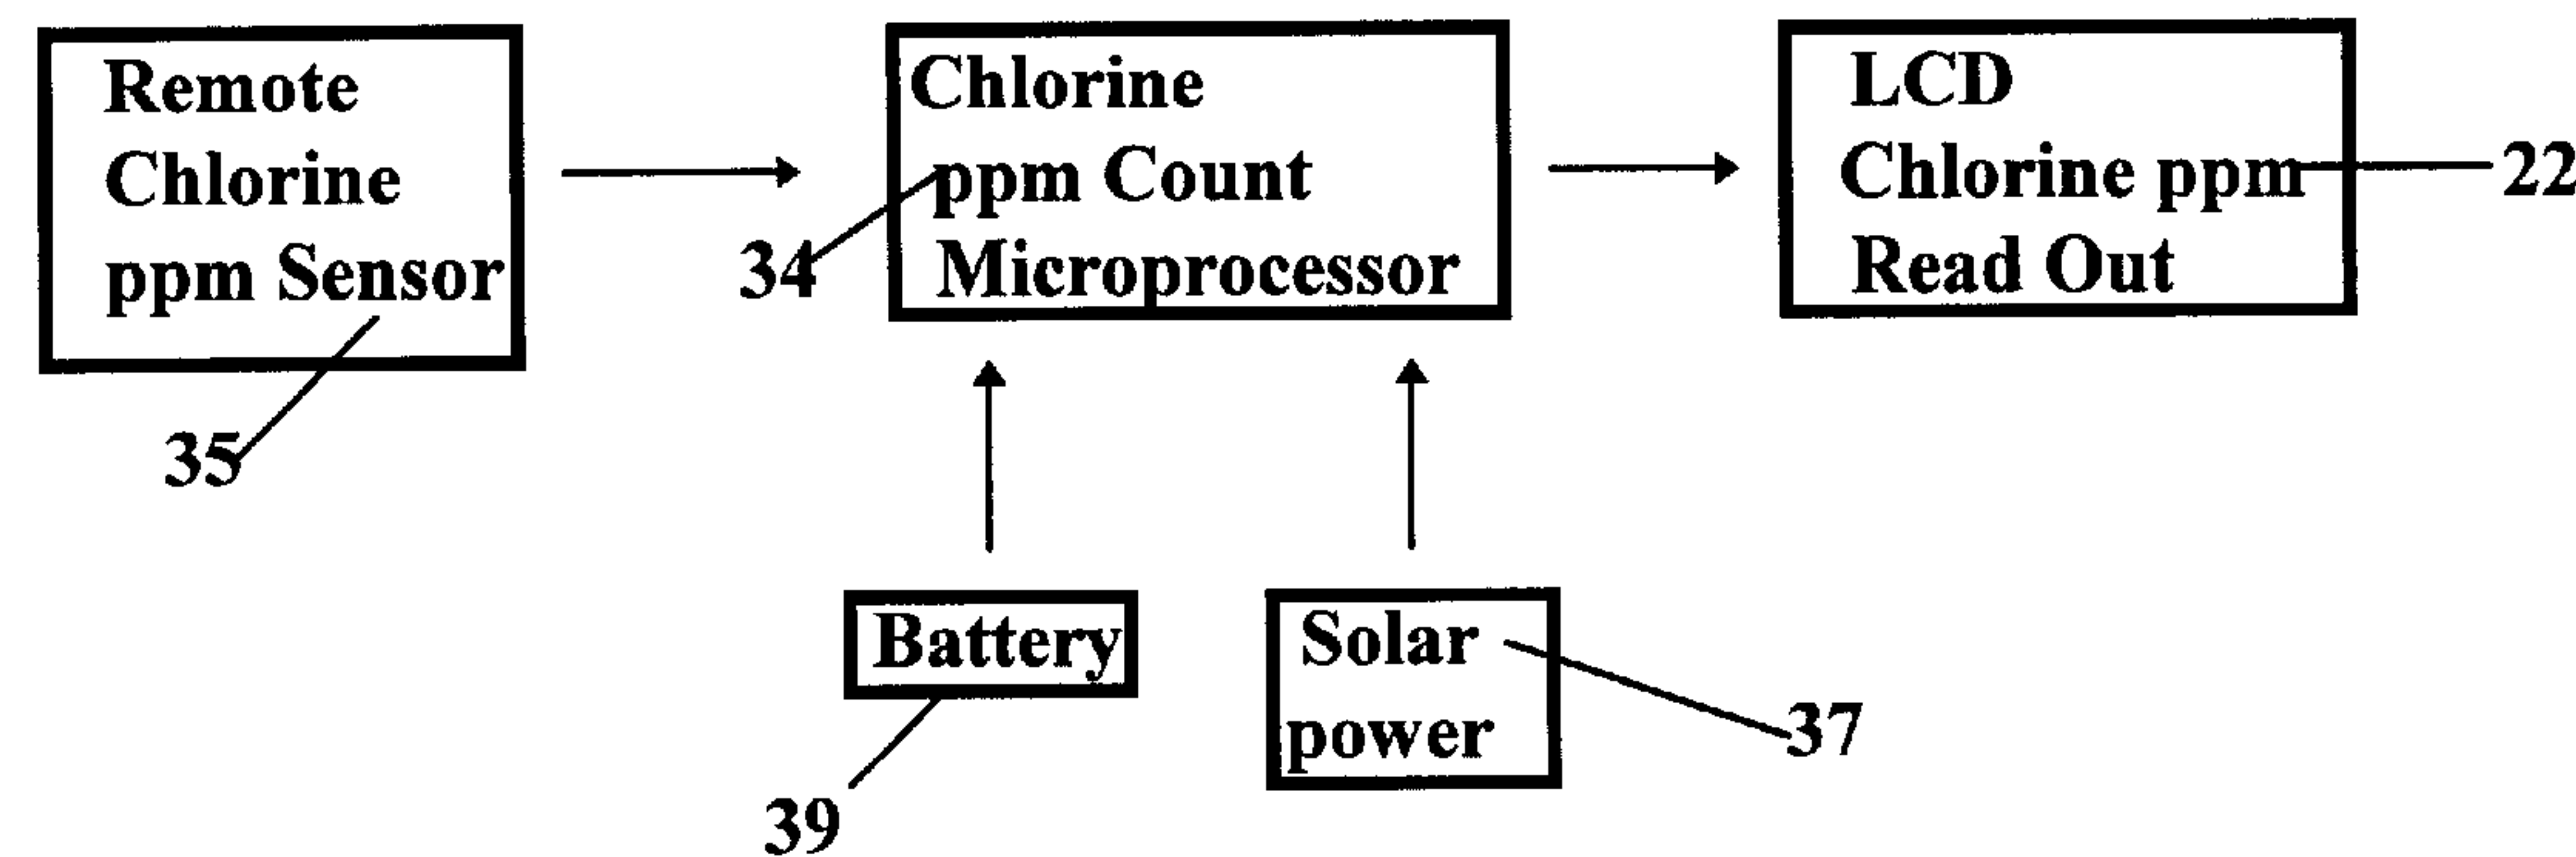 Remote
Chlorine
ppm Sensor
35
Chlorine
ppm Count
Microprocessor
34
LCD
Chlorine ppm
Read Out
22
Battery
39
Solar
power
37